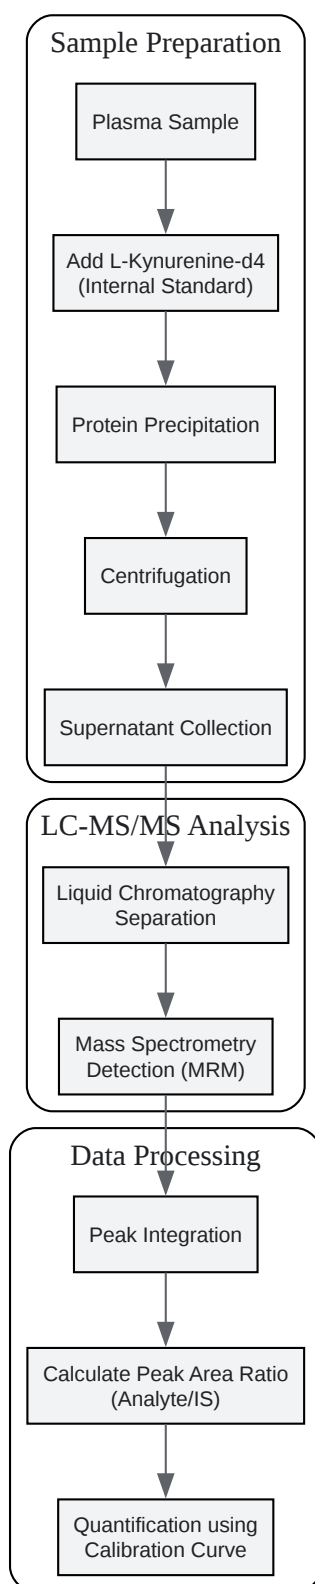 Sample Preparation
Plasma Sample
Add L-Kynurenine-d4
(Internal Standard)
Protein Precipitation
Centrifugation
Supernatant Collection
LC-MS/MS Analysis
Liquid Chromatography
Separation
Mass Spectrometry
Detection (MRM)
Data Processing
Peak Integration
Calculate Peak Area Ratio
(Analyte/IS)
Quantification using
Calibration Curve